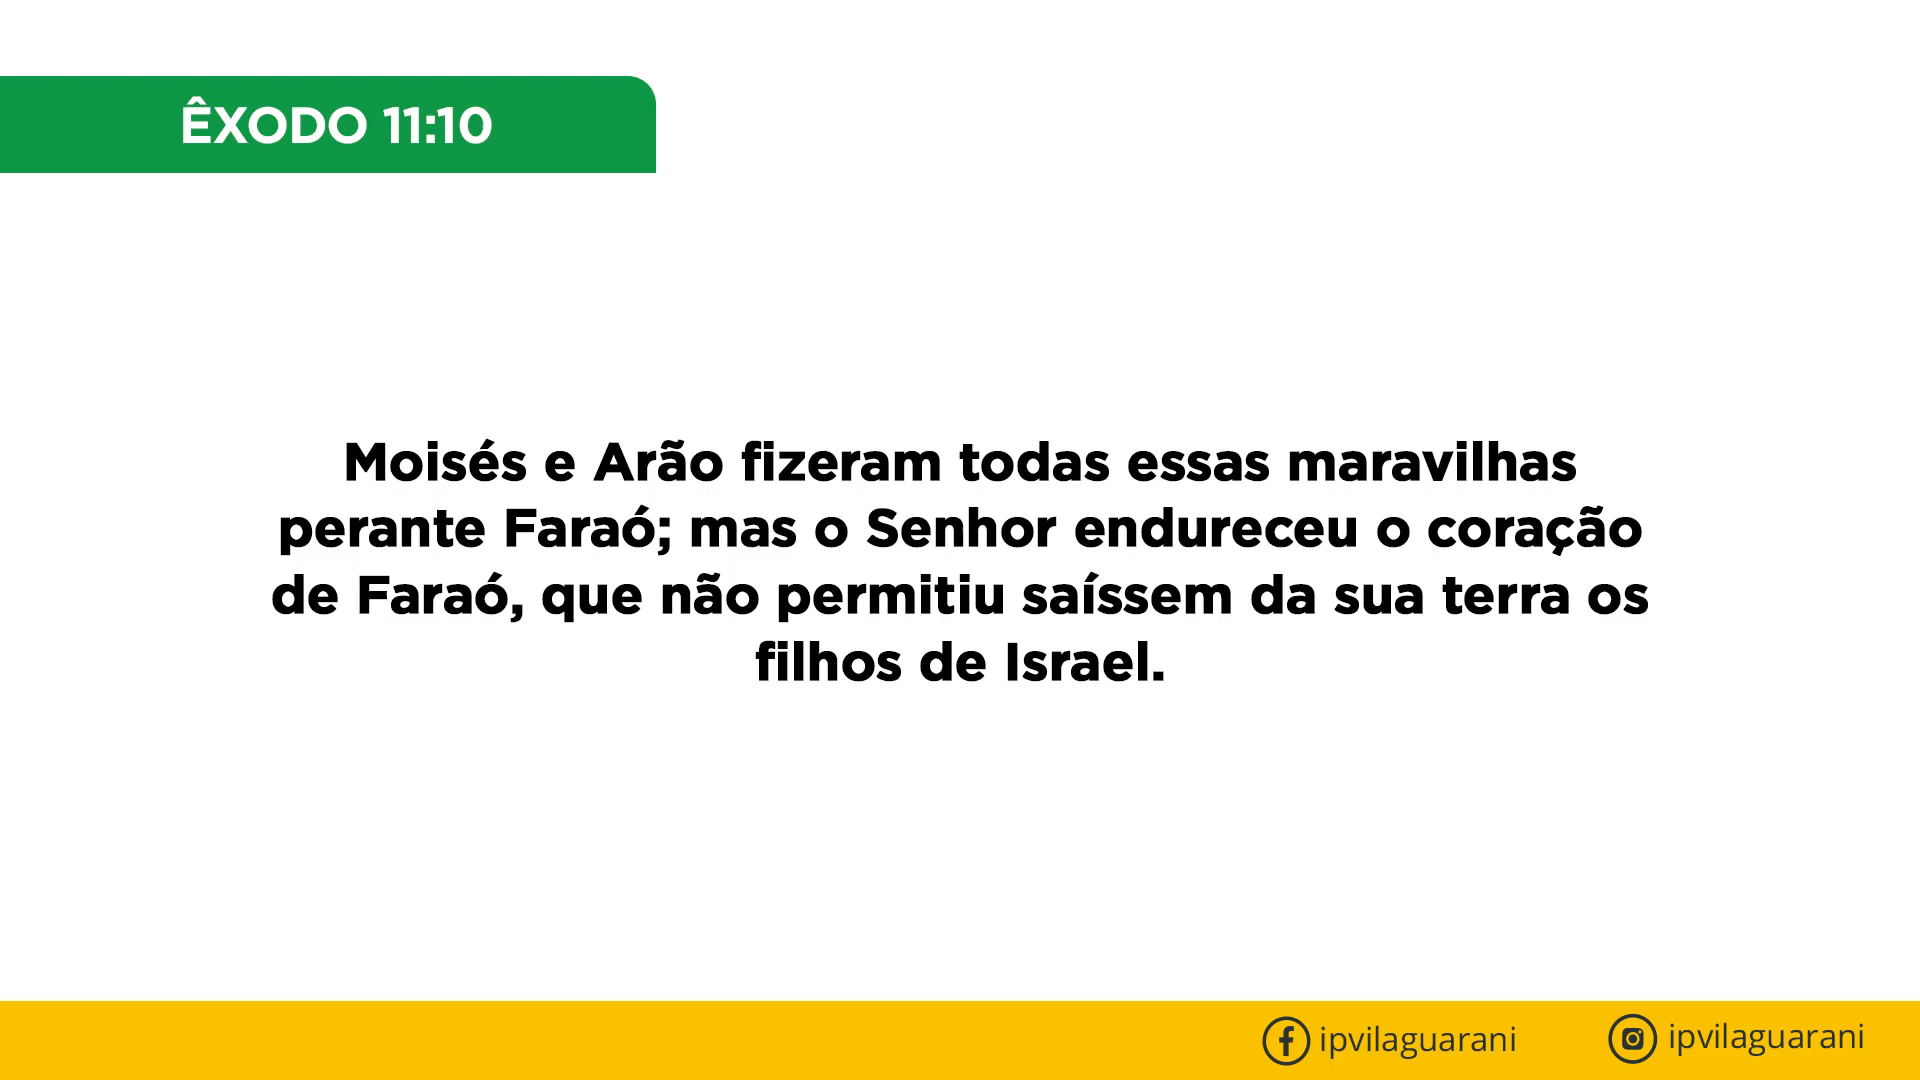 ÊXODO 11:10
Moisés e Arão fizeram todas essas maravilhas
perante Faraó; mas o Senhor endureceu o coração
de Faraó, que não permitiu saíssem da sua terra os
filhos de Israel.
ipvilaguarani
ipvilaguarani